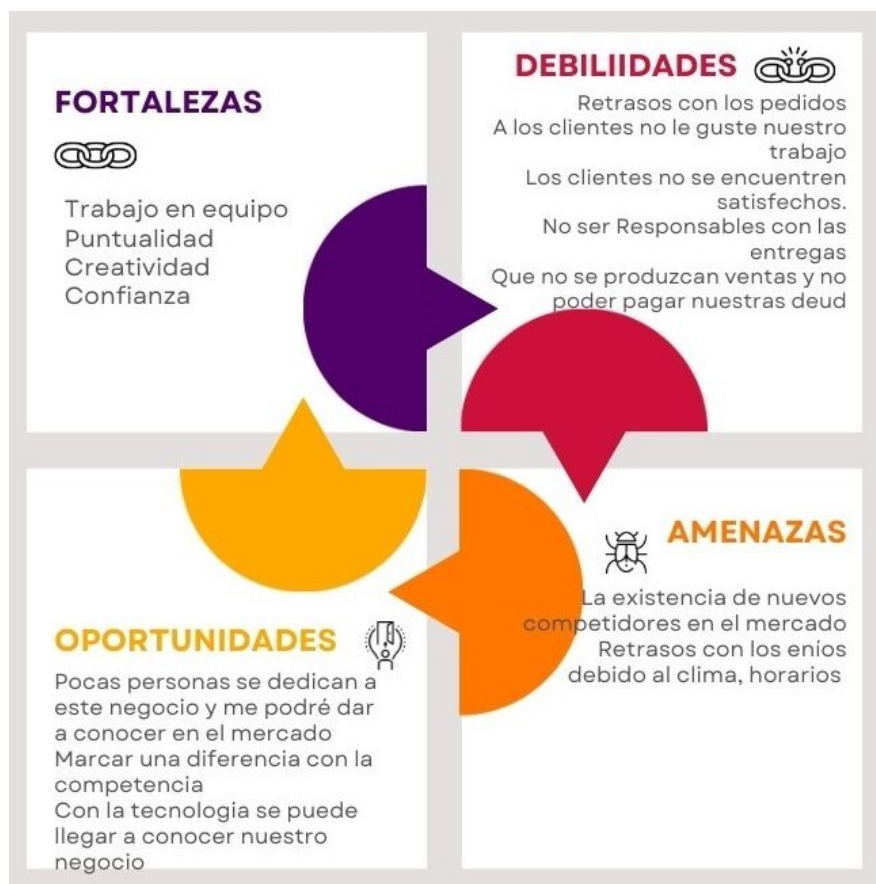 FORTALEZAS
Trabajo en equipo
Puntualidad
Creatividad
Confianza
DEBILIIDADES
Retrasos con los pedidos
A los clientes no le guste nuestro
trabajo
Los clientes no se encuentren
satisfechos.
No ser Responsables con las
entregas
Que no se produzcan ventas y no
poder pagar nuestras deud
OPORTUNIDADES
Pocas personas se dedican a
este negocio y me podré dar
a conocer en el mercado
Marcar una diferencia con la
competencia
Con la tecnologia se puede
llegar a conocer nuestro
negocio
AMENAZAS
La existencia de nuevos
competidores en el mercado
Retrasos con los eníos
debido al clima, horarios